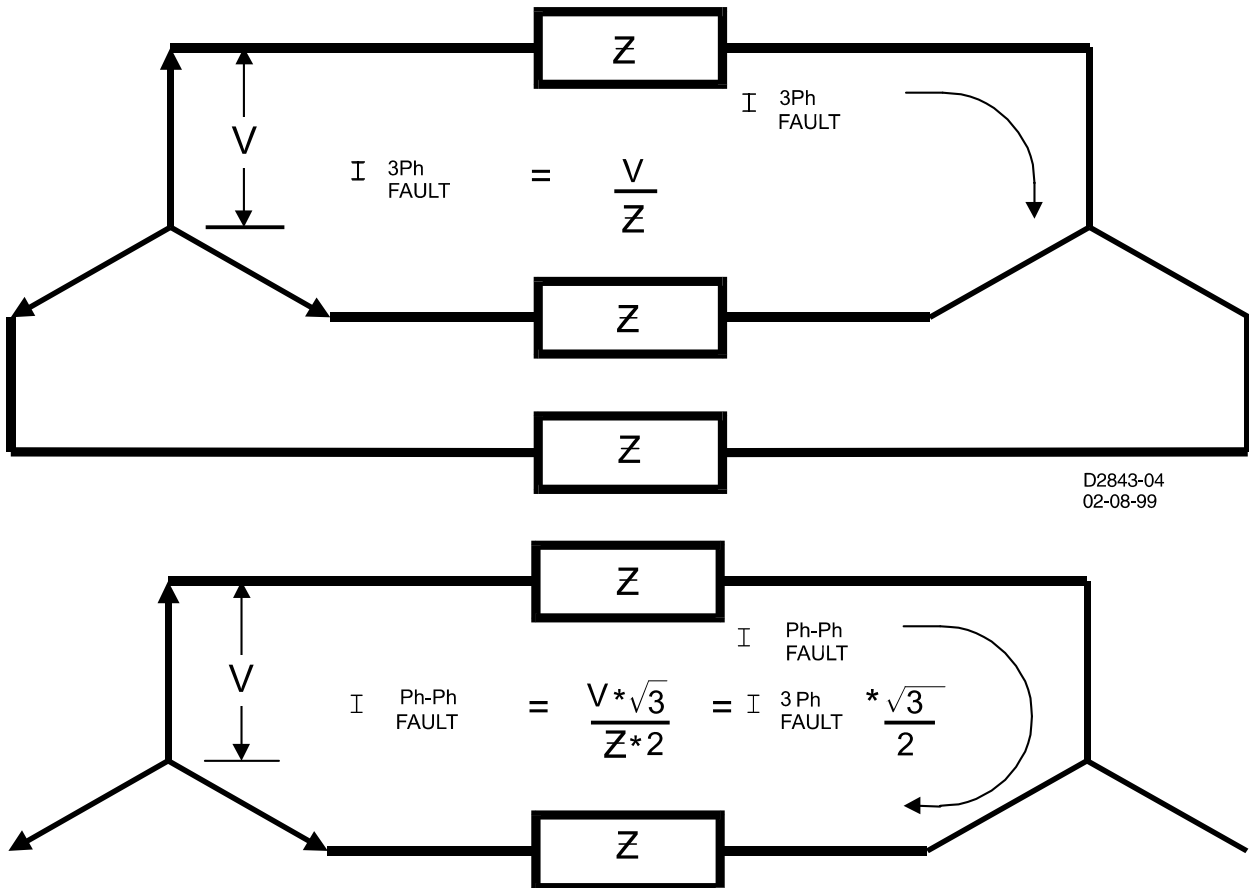 Ƶ
I 3Ph
FAULT
V
I 3Ph
FAULT = V
Ƶ
Ƶ
Ƶ
D2843-04
02-08-99
Ƶ
I Ph-Ph
FAULT
V
I Ph-Ph
FAULT = V * √3
Ƶ * 2
= I 3 Ph
FAULT * √3
2
Ƶ